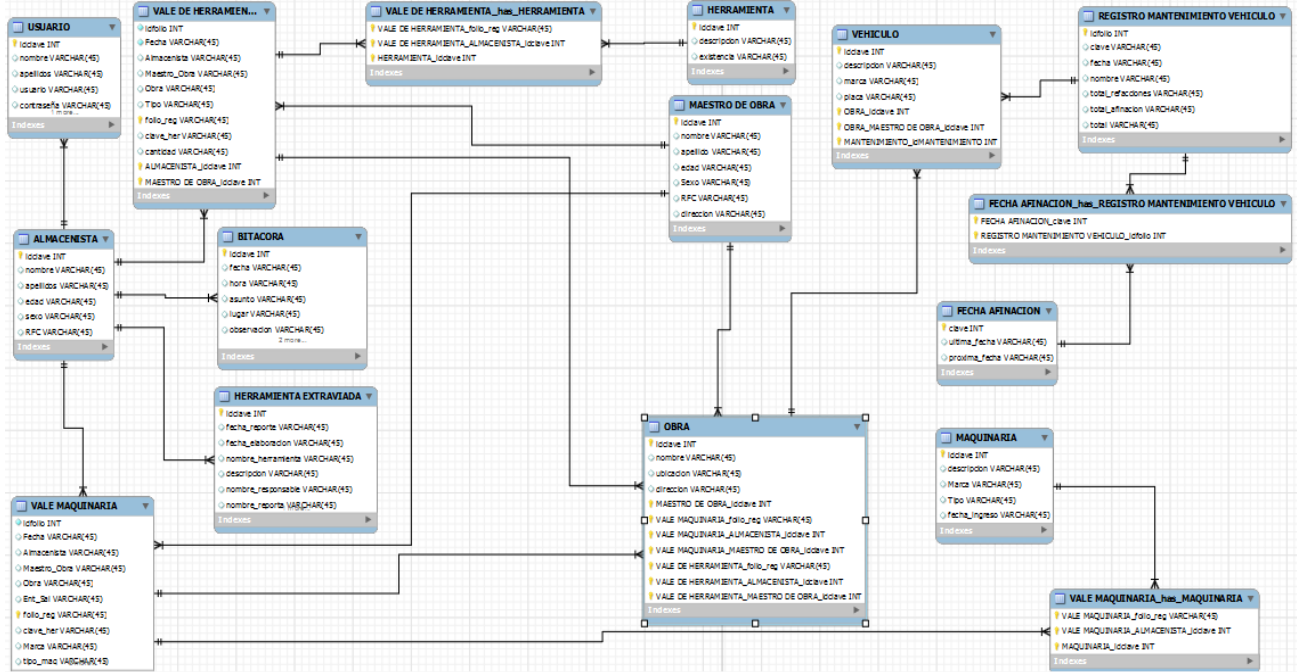 USUARIO
idclave INT
nombre VARCHAR(45)
apellidos VARCHAR(45)
usuario VARCHAR(45)
contraseña VARCHAR(45)
1 more...
Indexes
VALE DE HERRAMIEN...
idfolio INT
Fecha VARCHAR(45)
Almacenista VARCHAR(45)
Maestro_Obra VARCHAR(45)
Obra VARCHAR(45)
Tipo VARCHAR(45)
folio_reg VARCHAR(45)
clave_her VARCHAR(45)
cantidad VARCHAR(45)
ALMACENISTA_idclave INT
MAESTRO DE OBRA_idclave INT
Indexes
VALE DE HERRAMIENTA_has_HERRAMIENTA
VALE DE HERRAMIENTA_folio_reg VARCHAR(45)
VALE DE HERRAMIENTA_ALMACENISTA_idclave INT
HERRAMIENTA_idclave INT
Indexes
HERRAMIENTA
idclave INT
descripcion VARCHAR(45)
existencia VARCHAR(45)
Indexes
VEHICULO
idclave INT
descripcion VARCHAR(45)
marca VARCHAR(45)
placa VARCHAR(45)
OBRA_idclave INT
OBRA_MAESTRO DE OBRA_idclave INT
MANTENIMIENTO_idMANTENIMIENTO INT
Indexes
REGISTRO MANTENIMIENTO VEHICULO
idfolio INT
clave VARCHAR(45)
fecha VARCHAR(45)
nombre VARCHAR(45)
total_refacciones VARCHAR(45)
total_afinacion VARCHAR(45)
total VARCHAR(45)
Indexes
MAESTRO DE OBRA
idclave INT
nombre VARCHAR(45)
apellido VARCHAR(45)
edad VARCHAR(45)
Sexo VARCHAR(45)
RFC VARCHAR(45)
direccion VARCHAR(45)
Indexes
FECHA AFINACION_has_REGISTRO MANTENIMIENTO VEHICULO
FECHA AFINACION_clave INT
REGISTRO MANTENIMIENTO VEHICULO_idfolio INT
Indexes
ALMACENISTA
idclave INT
nombre VARCHAR(45)
apellidos VARCHAR(45)
edad VARCHAR(45)
sexo VARCHAR(45)
RFC VARCHAR(45)
Indexes
BITACORA
idclave INT
fecha VARCHAR(45)
hora VARCHAR(45)
asunto VARCHAR(45)
lugar VARCHAR(45)
observacion VARCHAR(45)
2 more...
Indexes
FECHA AFINACION
clave INT
ultima_fecha VARCHAR(45)
proxima_fecha VARCHAR(45)
Indexes
HERRAMIENTA EXTRAVIADA
idclave INT
fecha_reporte VARCHAR(45)
fecha_elaboracion VARCHAR(45)
nombre_herramienta VARCHAR(45)
descripcion VARCHAR(45)
nombre_responsable VARCHAR(45)
nombre_reporta VARCHAR(45)
Indexes
OBRA
idclave INT
nombre VARCHAR(45)
ubicacion VARCHAR(45)
direccion VARCHAR(45)
MAESTRO DE OBRA_idclave INT
VALE MAQUINARIA_folio_reg VARCHAR(45)
VALE MAQUINARIA_ALMACENISTA_idclave INT
VALE MAQUINARIA_MAESTRO DE OBRA_idclave INT
VALE DE HERRAMIENTA_folio_reg VARCHAR(45)
VALE DE HERRAMIENTA_ALMACENISTA_idclave INT
VALE DE HERRAMIENTA_MAESTRO DE OBRA_idclave INT
Indexes
MAQUINARIA
idclave INT
descripcion VARCHAR(45)
Marca VARCHAR(45)
Tipo VARCHAR(45)
fecha_ingreso VARCHAR(45)
Indexes
VALE MAQUINARIA
idfolio INT
Fecha VARCHAR(45)
Almacenista VARCHAR(45)
Maestro_Obra VARCHAR(45)
Obra VARCHAR(45)
Ent_Sal VARCHAR(45)
folio_reg VARCHAR(45)
clave_her VARCHAR(45)
Marca VARCHAR(45)
tipo_maq VARCHAR(45)
VALE MAQUINARIA_has_MAQUINARIA
VALE MAQUINARIA_folio_reg VARCHAR(45)
VALE MAQUINARIA_ALMACENISTA_idclave INT
MAQUINARIA_idclave INT
Indexes